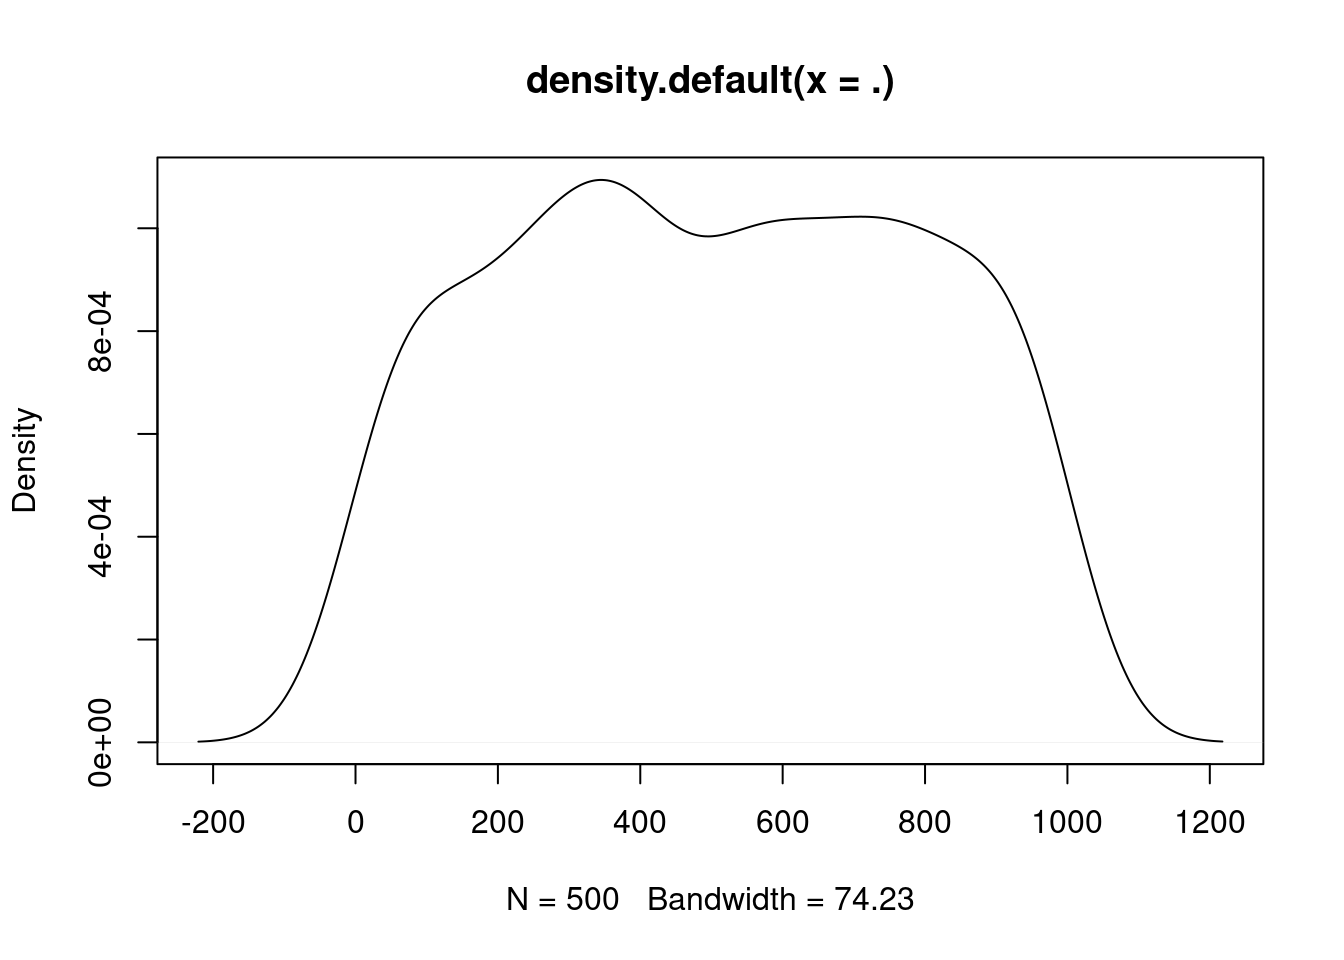 density.default(x = .)
Density
8e-04
4e-04
0e+00
-200 0 200 400 600 800 1000 1200
N = 500 Bandwidth = 74.23